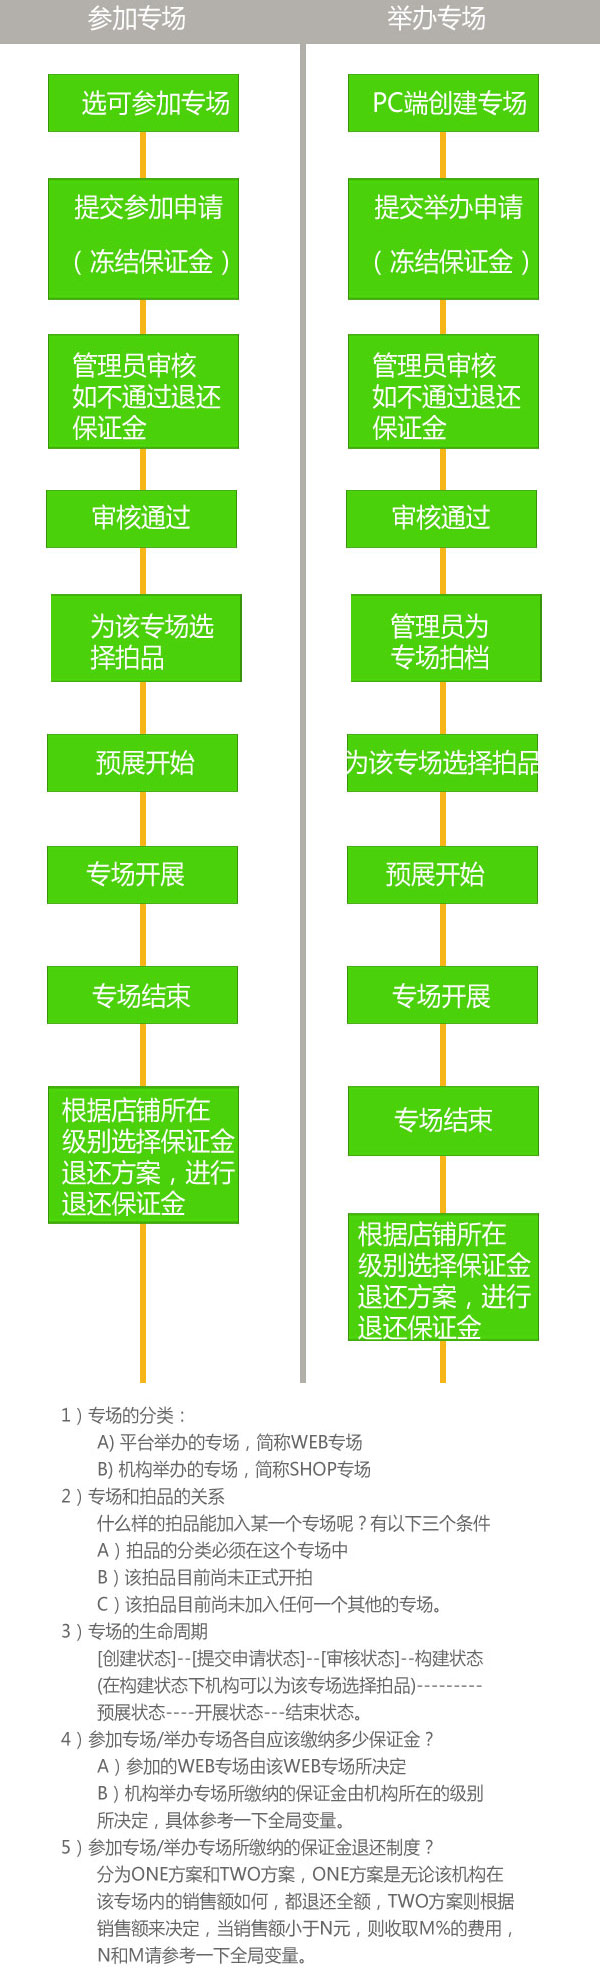 参加专场
举办专场
选可参加专场
提交参加申请
（冻结保证金）
管理员审核
如不通过退还
保证金
审核通过
为该专场选
择拍品
预展开始
专场开展
专场结束
根据店铺所在
级别选择保证金
退还方案，进行
退还保证金
PC端创建专场
提交举办申请
（冻结保证金）
管理员审核
如不通过退还
保证金
审核通过
管理员为
专场拍档
为该专场选择拍品
预展开始
专场开展
专场结束
根据店铺所在
级别选择保证金
退还方案，进行
退还保证金
1）专场的分类：
A) 平台举办的专场，简称WEB专场
B) 机构举办的专场，简称SHOP专场
2）专场和拍品的关系
什么样的拍品能加入某一个专场呢？有以下三个条件
A）拍品的分类必须在这个专场中
B）该拍品目前尚未正式开拍
C）该拍品目前尚未加入任何一个其他的专场。
3）专场的生命周期
[创建状态]--[提交申请状态]--[审核状态]--构建状态
(在构建状态下机构可以为该专场选择拍品)---------
预展状态----开展状态---结束状态。
4）参加专场/举办专场各自应该缴纳多少保证金？
A）参加的WEB专场由该WEB专场所决定
B）机构举办专场所缴纳的保证金由机构所在的级别
所决定，具体参考一下全局变量。
5）参加专场/举办专场所缴纳的保证金退还制度？
分为ONE方案和TWO方案，ONE方案是无论该机构在
该专场内的销售额如何，都退还全额，TWO方案则根据
销售额来决定，当销售额小于N元，则收取M%的费用，
N和M请参考一下全局变量。